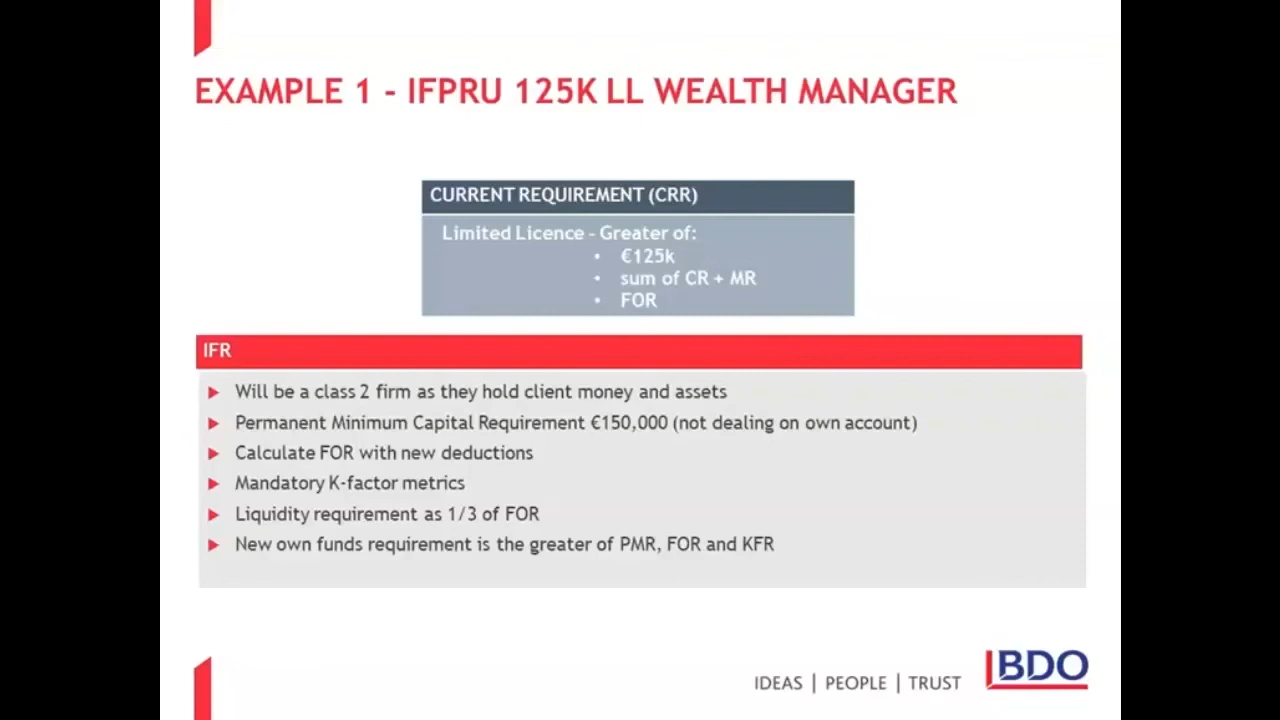 EXAMPLE 1 - IFPRU 125K LL WEALTH MANAGER
CURRENT REQUIREMENT (CRR)
Limited Licence - Greater of:
• €125k
• sum of CR + MR
• FOR
IFR
Will be a class 2 firm as they hold client money and assets
Permanent Minimum Capital Requirement €150,000 (not dealing on own account)
Calculate FOR with new deductions
Mandatory K-factor metrics
Liquidity requirement as 1/3 of FOR
New own funds requirement is the greater of PMR, FOR and KFR
IDEAS | PEOPLE | TRUST
BDO